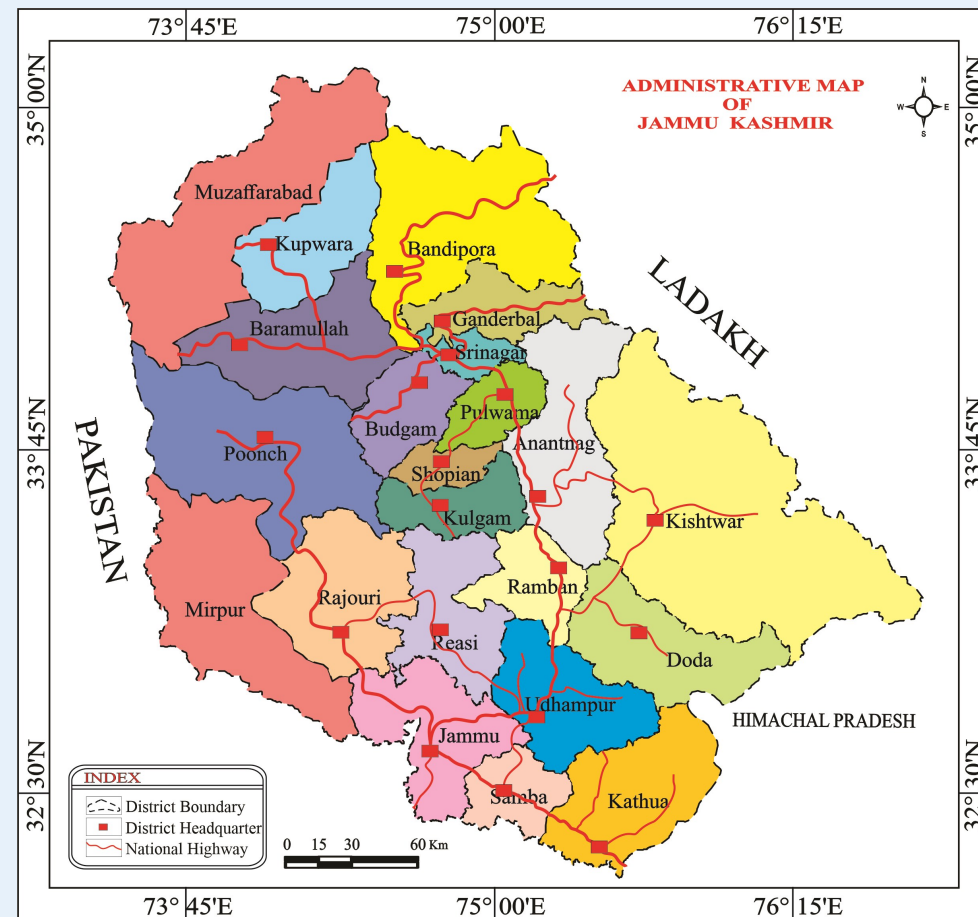 73° 45'E
75° 00'E
76° 15'E
35° 00'N
35° 00'N
ADMINISTRATIVE MAP
OF
JAMMU KASHMIR
N
W
E
S
Muzaffarabad
Kupwara
Bandipora
LADAKH
Baramullah
Ganderbal
Srinagar
Pulwama
Budgam
Anantnag
33° 45'N
33° 45'N
PAKISTAN
Poonch
Shopian
Kulgam
Kishtwar
Ramban
Rajouri
Mirpur
Reasi
Doda
Udhampur
HIMACHAL PRADESH
Jammu
Samba
Kathua
32° 30'N
32° 30'N
INDEX
District Boundary
District Headquarter
National Highway
0 15 30 60 Km
73° 45'E
75° 00'E
76° 15'E